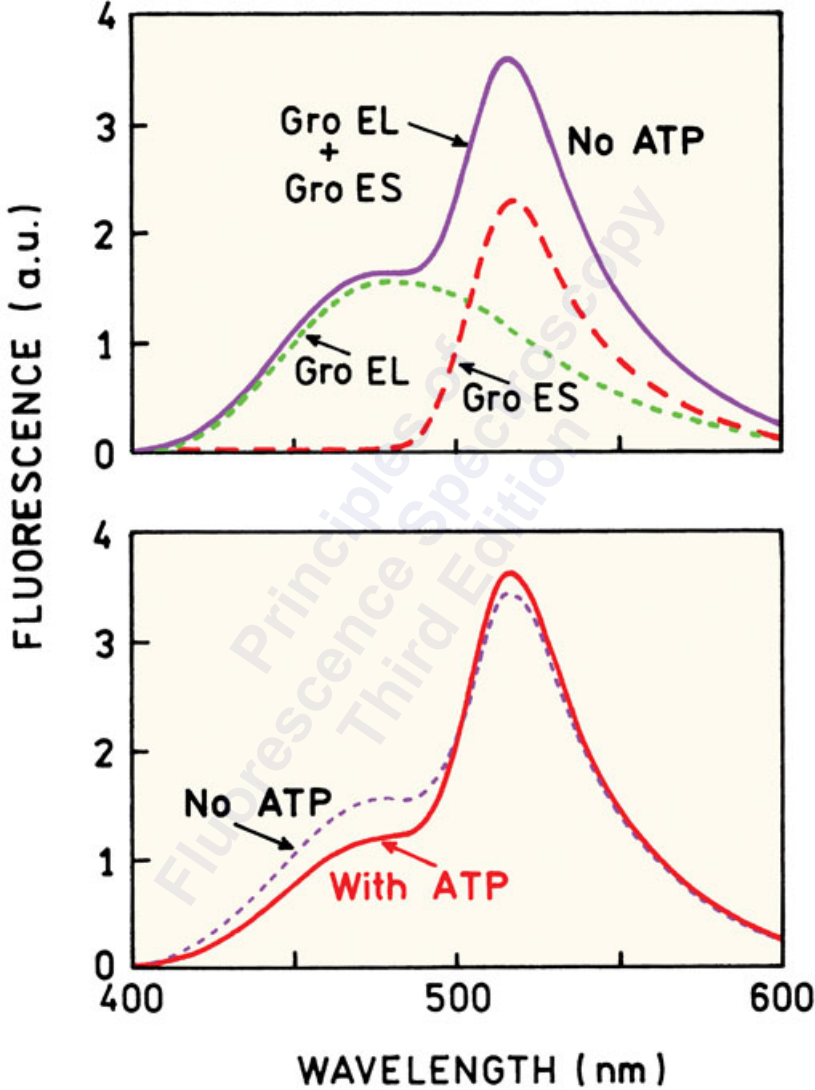 FLUORESCENCE (a.u.)
4
3
2
1
0
Gro EL
+
Gro ES
No ATP
Gro EL
Gro ES
4
3
2
1
0
No ATP
With ATP
400
500
600
WAVELENGTH (nm)
Principles of
Fluorescence Spectroscopy
Third Edition